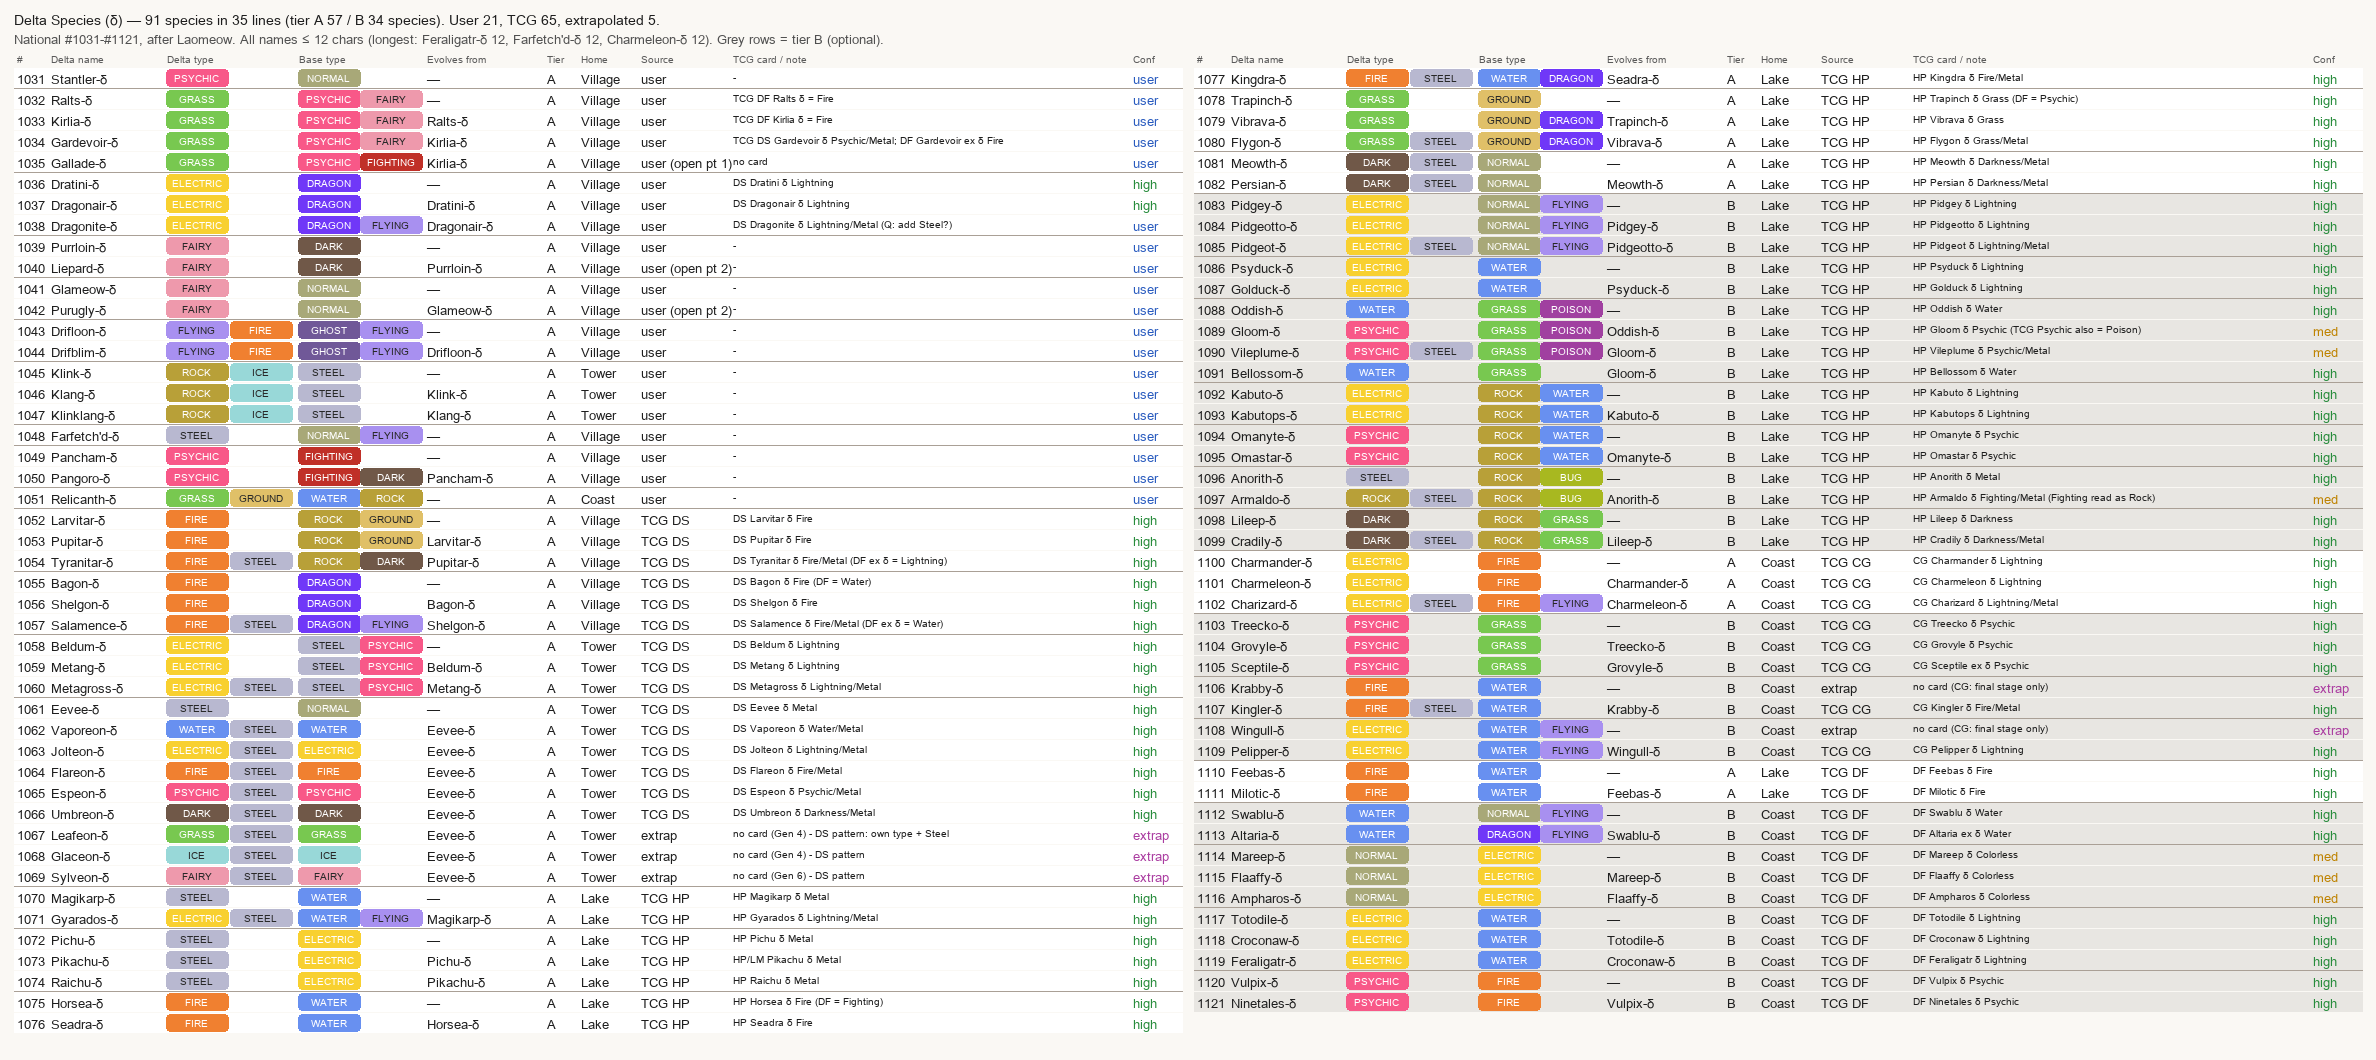 Delta Species (δ) — 91 species in 35 lines (tier A 57 / B 34 species). User 21, TCG 65, extrapolated 5.
National #1031-#1121, after Laomeow. All names ≤ 12 chars (longest: Feraligatr-δ 12, Farfetch'd-δ 12, Charmeleon-δ 12). Grey rows = tier B (optional).
# Delta name Delta type Base type Evolves from Tier Home Source TCG card / note Conf
1031 Stantler-δ PSYCHIC NORMAL — A Village user - user
1032 Ralts-δ GRASS PSYCHIC FAIRY — A Village user TCG DF Ralts δ = Fire user
1033 Kirlia-δ GRASS PSYCHIC FAIRY Ralts-δ A Village user TCG DF Kirlia δ = Fire user
1034 Gardevoir-δ GRASS PSYCHIC FAIRY Kirlia-δ A Village user TCG DS Gardevoir δ Psychic/Metal; DF Gardevoir ex δ Fire user
1035 Gallade-δ GRASS PSYCHIC FIGHTING Kirlia-δ A Village user (open pt 1) no card user
1036 Dratini-δ ELECTRIC DRAGON — A Village user DS Dratini δ Lightning high
1037 Dragonair-δ ELECTRIC DRAGON Dratini-δ A Village user DS Dragonair δ Lightning high
1038 Dragonite-δ ELECTRIC DRAGON FLYING Dragonair-δ A Village user DS Dragonite δ Lightning/Metal (Q: add Steel?) user
1039 Purrloin-δ FAIRY DARK — A Village user - user
1040 Liepard-δ FAIRY DARK Purrloin-δ A Village user (open pt 2) - user
1041 Glameow-δ FAIRY NORMAL — A Village user - user
1042 Purugly-δ FAIRY NORMAL Glameow-δ A Village user (open pt 2) - user
1043 Drifloon-δ FLYING FIRE GHOST FLYING — A Village user - user
1044 Drifblim-δ FLYING FIRE GHOST FLYING Drifloon-δ A Village user - user
1045 Klink-δ ROCK ICE STEEL — A Tower user - user
1046 Klang-δ ROCK ICE STEEL Klink-δ A Tower user - user
1047 Klinklang-δ ROCK ICE STEEL Klang-δ A Tower user - user
1048 Farfetch'd-δ STEEL NORMAL FLYING — A Village user - user
1049 Pancham-δ PSYCHIC FIGHTING — A Village user - user
1050 Pangoro-δ PSYCHIC FIGHTING DARK Pancham-δ A Village user - user
1051 Relicanth-δ GRASS GROUND WATER ROCK — A Coast user - user
1052 Larvitar-δ FIRE ROCK GROUND — A Village TCG DS DS Larvitar δ Fire high
1053 Pupitar-δ FIRE ROCK GROUND Larvitar-δ A Village TCG DS DS Pupitar δ Fire high
1054 Tyranitar-δ FIRE STEEL ROCK DARK Pupitar-δ A Village TCG DS DS Tyranitar δ Fire/Metal (DF ex δ = Lightning) high
1055 Bagon-δ FIRE DRAGON — A Village TCG DS DS Bagon δ Fire (DF = Water) high
1056 Shelgon-δ FIRE DRAGON Bagon-δ A Village TCG DS DS Shelgon δ Fire high
1057 Salamence-δ FIRE STEEL DRAGON FLYING Shelgon-δ A Village TCG DS DS Salamence δ Fire/Metal (DF ex δ = Water) high
1058 Beldum-δ ELECTRIC STEEL PSYCHIC — A Tower TCG DS DS Beldum δ Lightning high
1059 Metang-δ ELECTRIC STEEL PSYCHIC Beldum-δ A Tower TCG DS DS Metang δ Lightning high
1060 Metagross-δ ELECTRIC STEEL STEEL PSYCHIC Metang-δ A Tower TCG DS DS Metagross δ Lightning/Metal high
1061 Eevee-δ STEEL NORMAL — A Tower TCG DS DS Eevee δ Metal high
1062 Vaporeon-δ WATER STEEL WATER Eevee-δ A Tower TCG DS DS Vaporeon δ Water/Metal high
1063 Jolteon-δ ELECTRIC STEEL ELECTRIC Eevee-δ A Tower TCG DS DS Jolteon δ Lightning/Metal high
1064 Flareon-δ FIRE STEEL FIRE Eevee-δ A Tower TCG DS DS Flareon δ Fire/Metal high
1065 Espeon-δ PSYCHIC STEEL PSYCHIC Eevee-δ A Tower TCG DS DS Espeon δ Psychic/Metal high
1066 Umbreon-δ DARK STEEL DARK Eevee-δ A Tower TCG DS DS Umbreon δ Darkness/Metal high
1067 Leafeon-δ GRASS STEEL GRASS Eevee-δ A Tower extrap no card (Gen 4) - DS pattern: own type + Steel extrap
1068 Glaceon-δ ICE STEEL ICE Eevee-δ A Tower extrap no card (Gen 4) - DS pattern extrap
1069 Sylveon-δ FAIRY STEEL FAIRY Eevee-δ A Tower extrap no card (Gen 6) - DS pattern extrap
1070 Magikarp-δ STEEL WATER — A Lake TCG HP HP Magikarp δ Metal high
1071 Gyarados-δ ELECTRIC STEEL WATER FLYING Magikarp-δ A Lake TCG HP HP Gyarados δ Lightning/Metal high
1072 Pichu-δ STEEL ELECTRIC — A Lake TCG HP HP Pichu δ Metal high
1073 Pikachu-δ STEEL ELECTRIC Pichu-δ A Lake TCG HP HP/LM Pikachu δ Metal high
1074 Raichu-δ STEEL ELECTRIC Pikachu-δ A Lake TCG HP HP Raichu δ Metal high
1075 Horsea-δ FIRE WATER — A Lake TCG HP HP Horsea δ Fire (DF = Fighting) high
1076 Seadra-δ FIRE WATER Horsea-δ A Lake TCG HP HP Seadra δ Fire high
# Delta name Delta type Base type Evolves from Tier Home Source TCG card / note Conf
1077 Kingdra-δ FIRE STEEL WATER DRAGON Seadra-δ A Lake TCG HP HP Kingdra δ Fire/Metal high
1078 Trapinch-δ GRASS GROUND — A Lake TCG HP HP Trapinch δ Grass (DF = Psychic) high
1079 Vibrava-δ GRASS GROUND DRAGON Trapinch-δ A Lake TCG HP HP Vibrava δ Grass high
1080 Flygon-δ GRASS STEEL GROUND DRAGON Vibrava-δ A Lake TCG HP HP Flygon δ Grass/Metal high
1081 Meowth-δ DARK STEEL NORMAL — A Lake TCG HP HP Meowth δ Darkness/Metal high
1082 Persian-δ DARK STEEL NORMAL Meowth-δ A Lake TCG HP HP Persian δ Darkness/Metal high
1083 Pidgey-δ ELECTRIC NORMAL FLYING — B Lake TCG HP HP Pidgey δ Lightning high
1084 Pidgeotto-δ ELECTRIC NORMAL FLYING Pidgey-δ B Lake TCG HP HP Pidgeotto δ Lightning high
1085 Pidgeot-δ ELECTRIC STEEL NORMAL FLYING Pidgeotto-δ B Lake TCG HP HP Pidgeot δ Lightning/Metal high
1086 Psyduck-δ ELECTRIC WATER — B Lake TCG HP HP Psyduck δ Lightning high
1087 Golduck-δ ELECTRIC WATER Psyduck-δ B Lake TCG HP HP Golduck δ Lightning high
1088 Oddish-δ WATER GRASS POISON — B Lake TCG HP HP Oddish δ Water high
1089 Gloom-δ PSYCHIC GRASS POISON Oddish-δ B Lake TCG HP HP Gloom δ Psychic (TCG Psychic also = Poison) med
1090 Vileplume-δ PSYCHIC STEEL GRASS POISON Gloom-δ B Lake TCG HP HP Vileplume δ Psychic/Metal med
1091 Bellossom-δ WATER GRASS Gloom-δ B Lake TCG HP HP Bellossom δ Water high
1092 Kabuto-δ ELECTRIC ROCK WATER — B Lake TCG HP HP Kabuto δ Lightning high
1093 Kabutops-δ ELECTRIC ROCK WATER Kabuto-δ B Lake TCG HP HP Kabutops δ Lightning high
1094 Omanyte-δ PSYCHIC ROCK WATER — B Lake TCG HP HP Omanyte δ Psychic high
1095 Omastar-δ PSYCHIC ROCK WATER Omanyte-δ B Lake TCG HP HP Omastar δ Psychic high
1096 Anorith-δ STEEL ROCK BUG — B Lake TCG HP HP Anorith δ Metal high
1097 Armaldo-δ ROCK STEEL ROCK BUG Anorith-δ B Lake TCG HP HP Armaldo δ Fighting/Metal (Fighting read as Rock) med
1098 Lileep-δ DARK ROCK GRASS — B Lake TCG HP HP Lileep δ Darkness high
1099 Cradily-δ DARK STEEL ROCK GRASS Lileep-δ B Lake TCG HP HP Cradily δ Darkness/Metal high
1100 Charmander-δ ELECTRIC FIRE — A Coast TCG CG CG Charmander δ Lightning high
1101 Charmeleon-δ ELECTRIC FIRE Charmander-δ A Coast TCG CG CG Charmeleon δ Lightning high
1102 Charizard-δ ELECTRIC STEEL FIRE FLYING Charmeleon-δ A Coast TCG CG CG Charizard δ Lightning/Metal high
1103 Treecko-δ PSYCHIC GRASS — B Coast TCG CG CG Treecko δ Psychic high
1104 Grovyle-δ PSYCHIC GRASS Treecko-δ B Coast TCG CG CG Grovyle δ Psychic high
1105 Sceptile-δ PSYCHIC GRASS Grovyle-δ B Coast TCG CG CG Sceptile ex δ Psychic high
1106 Krabby-δ FIRE WATER — B Coast extrap no card (CG: final stage only) extrap
1107 Kingler-δ FIRE STEEL WATER Krabby-δ B Coast TCG CG CG Kingler δ Fire/Metal high
1108 Wingull-δ ELECTRIC WATER FLYING — B Coast extrap no card (CG: final stage only) extrap
1109 Pelipper-δ ELECTRIC WATER FLYING Wingull-δ B Coast TCG CG CG Pelipper δ Lightning high
1110 Feebas-δ FIRE WATER — A Lake TCG DF DF Feebas δ Fire high
1111 Milotic-δ FIRE WATER Feebas-δ A Lake TCG DF DF Milotic δ Fire high
1112 Swablu-δ WATER NORMAL FLYING — B Coast TCG DF DF Swablu δ Water high
1113 Altaria-δ WATER DRAGON FLYING Swablu-δ B Coast TCG DF DF Altaria ex δ Water high
1114 Mareep-δ NORMAL ELECTRIC — B Coast TCG DF DF Mareep δ Colorless med
1115 Flaaffy-δ NORMAL ELECTRIC Mareep-δ B Coast TCG DF DF Flaaffy δ Colorless med
1116 Ampharos-δ NORMAL ELECTRIC Flaaffy-δ B Coast TCG DF DF Ampharos δ Colorless med
1117 Totodile-δ ELECTRIC WATER — B Coast TCG DF DF Totodile δ Lightning high
1118 Croconaw-δ ELECTRIC WATER Totodile-δ B Coast TCG DF DF Croconaw δ Lightning high
1119 Feraligatr-δ ELECTRIC WATER Croconaw-δ B Coast TCG DF DF Feraligatr δ Lightning high
1120 Vulpix-δ PSYCHIC FIRE — B Coast TCG DF DF Vulpix δ Psychic high
1121 Ninetales-δ PSYCHIC FIRE Vulpix-δ B Coast TCG DF DF Ninetales δ Psychic high